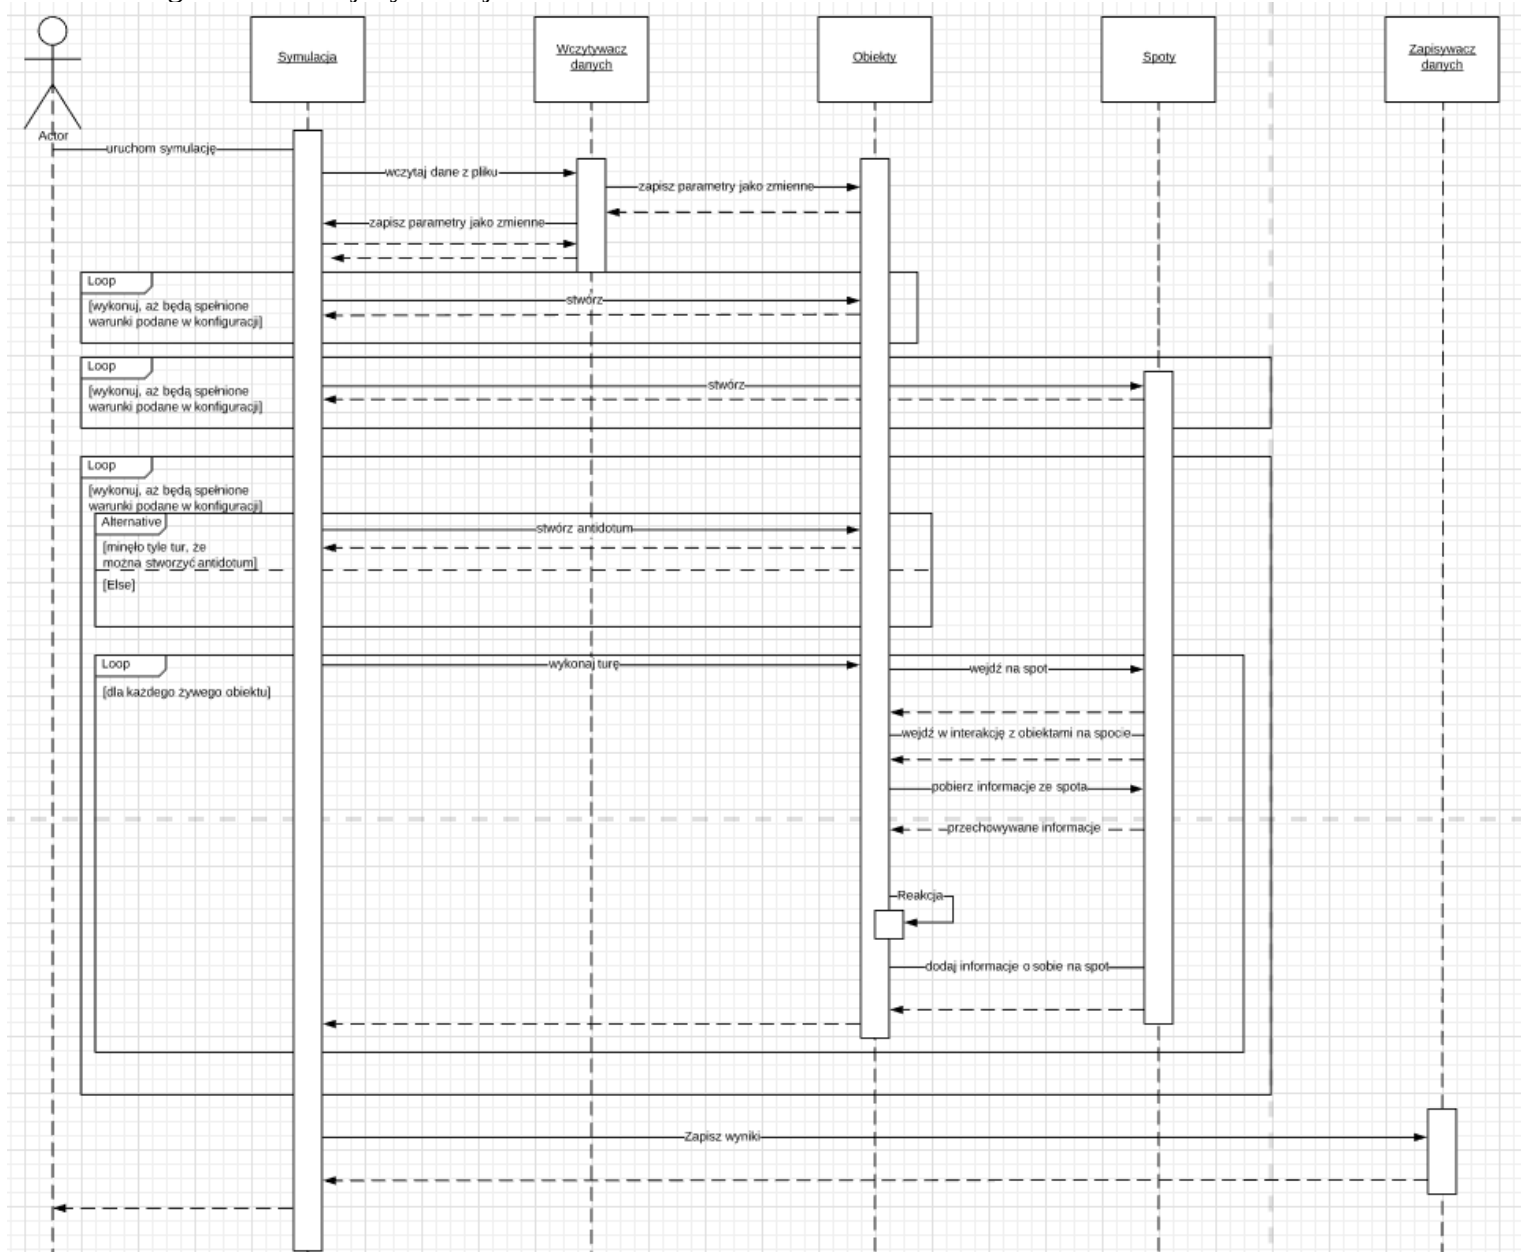 Symulacja
Wczytywacz
danych
Obiekty
Spoty
Zapisywacz
danych
Actor
uruchom symulację
wczytaj dane z pliku
zapisz parametry jako zmienne
zapisz parametry jako zmienne
Loop
[wykonuj, aż będą spełnione
warunki podane w konfiguracji]
stwórz
Loop
[wykonuj, aż będą spełnione
warunki podane w konfiguracji]
stwórz
Loop
[wykonuj, aż będą spełnione
warunki podane w konfiguracji]
Alternative
stwórz antidotum
[minęło tyle tur, że
można stworzyć antidotum]
[Else]
Loop
wykonaj turę
wejdź na spot
[dla każdego żywego obiektu]
wejdź w interakcję z obiektami na spocie
pobierz informacje ze spota
przechowywane informacje
Reakcja
dodaj informacje o sobie na spot
Zapisz wyniki